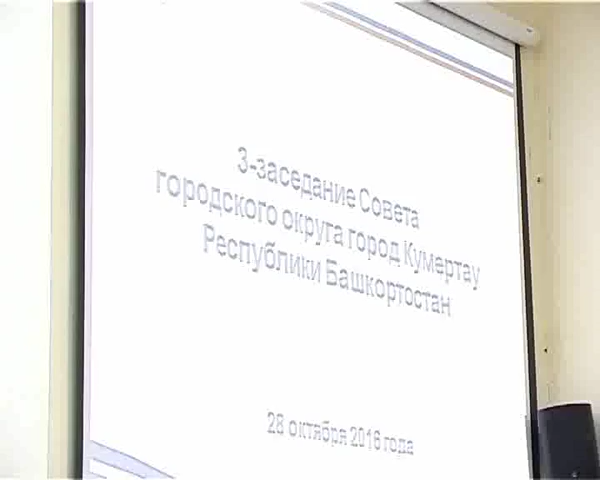 3-заседание Совета
городского округа город Кумертау
Республики Башкортостан
28 октября 2016 года